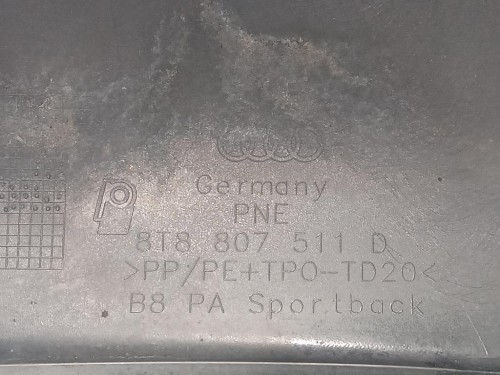 Germany
PNE
8T8 807 511 D
>PP/PE+TPO-TD20<
B8 PA Sportback